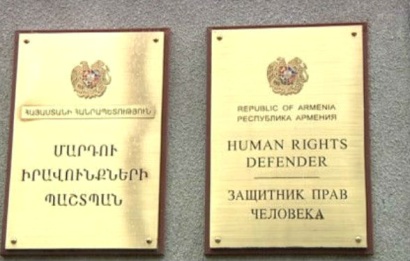 ՀԱՅԱՍՏԱՆԻ ՀԱՆՐԱՊԵՏՈՒԹՅՈՒՆ
ՄԱՐԴՈՒ
ԻՐԱՎՈՒՆՔՆԵՐԻ
ՊԱՇՏՊԱՆ
REPUBLIC OF ARMENIA
РЕСПУБЛИКА АРМЕНИЯ
HUMAN RIGHTS
DEFENDER
ЗАЩИТНИК ПРАВ
ЧЕЛОВЕКА